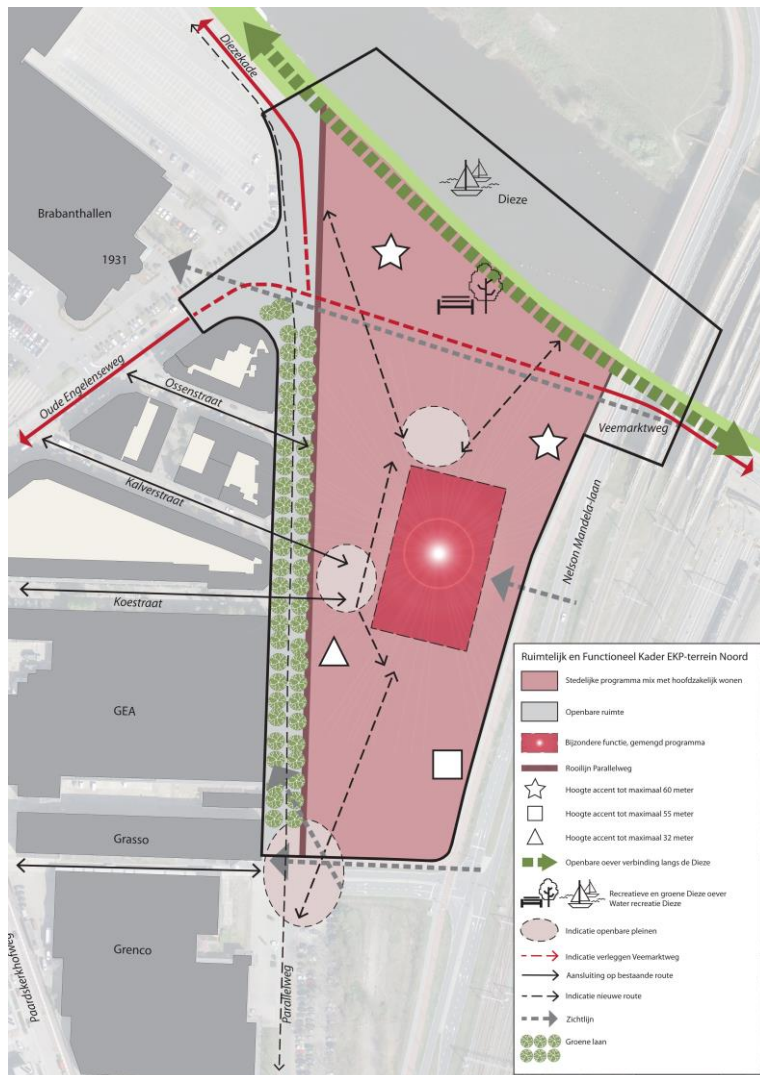 Diezekade
Dieze
Brabanthallen
1931
Oude Engelenseweg
Ossenstraat
Veemarktweg
Kalverstraat
Nelson Mandela-laan
Koestraat
GEA
Grasso
Grenco
Paardskerkhofweg
Parallelweg
Ruimtelijk en Functioneel Kader EKP-terrein Noord
Stedelijke programma mix met hoofdzakelijk wonen
Openbare ruimte
Bijzondere functie, gemengd programma
Rooilijn Parallelweg
Hoogte accent tot maximaal 60 meter
Hoogte accent tot maximaal 55 meter
Hoogte accent tot maximaal 32 meter
Openbare oever verbinding langs de Dieze
Recreatieve en groene Dieze oever
Water recreatie Dieze
Indicatie openbare pleinen
Indicatie verleggen Veemarktweg
Aansluiting op bestaande route
Indicatie nieuwe route
Zichtlijn
Groene laan